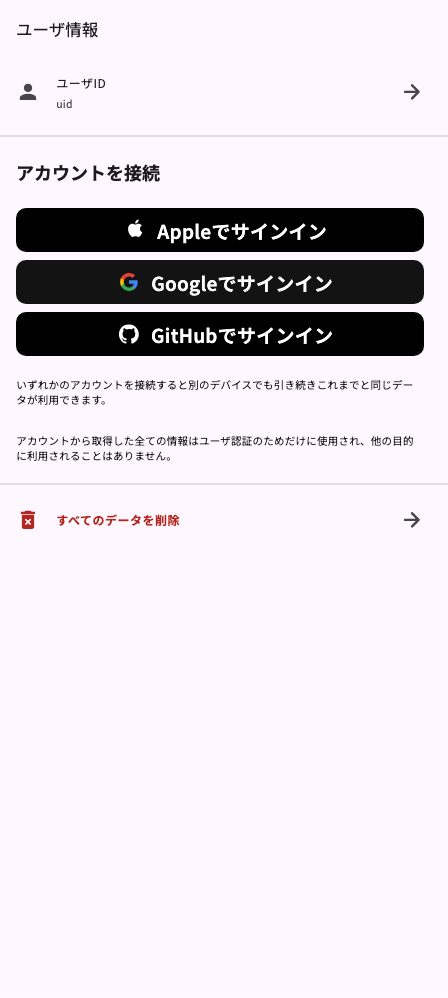 ユーザ情報
ユーザID
uid
アカウントを接続
Appleでサインイン
Googleでサインイン
GitHubでサインイン
いずれかのアカウントを接続すると別のデバイスでも引き続きこれまでと同じデー
タが利用できます。
アカウントから取得した全ての情報はユーザ認証のためだけに使用され、他の目的
に利用されることはありません。
すべてのデータを削除